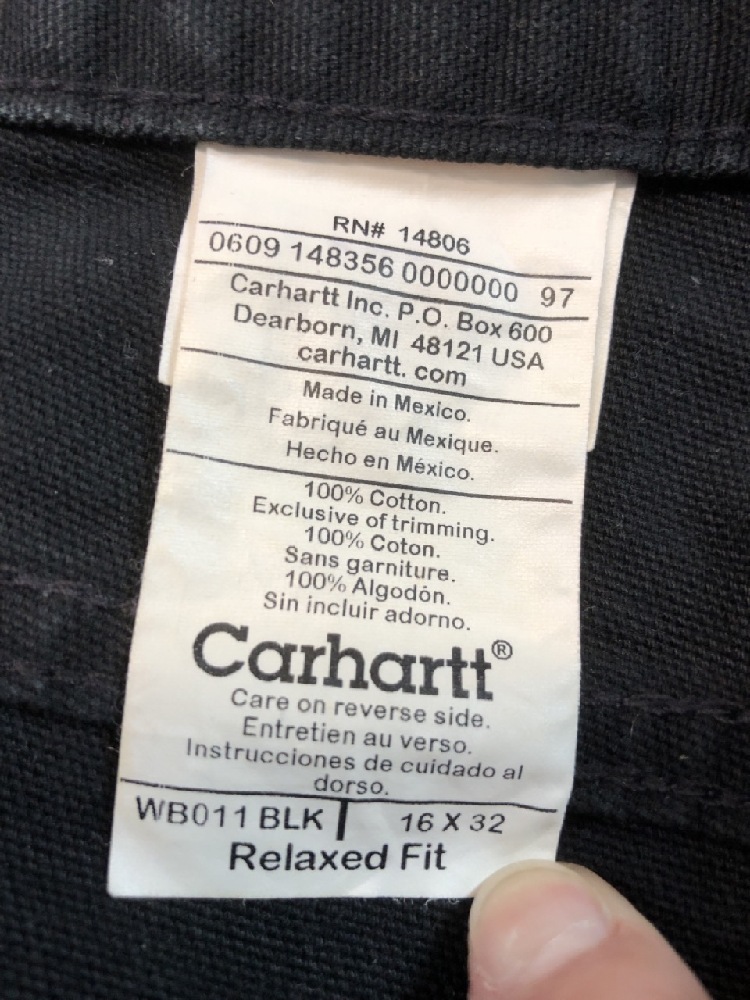 RN# 14806
0609 148356 0000000 97
Carhartt Inc. P.O. Box 600
Dearborn, MI 48121 USA
carhartt. com
Made in Mexico.
Fabriqué au Mexique.
Hecho en México.
100% Cotton.
Exclusive of trimming.
100% Coton.
Sans garniture.
100% Algodón.
Sin incluir adorno.
Carhartt®
Care on reverse side.
Entretien au verso.
Instrucciones de cuidado al
dorso.
WB011 BLK | 16 X 32
Relaxed Fit